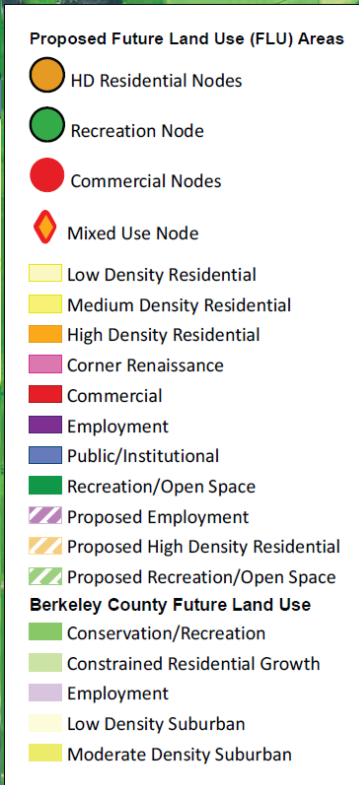 Proposed Future Land Use (FLU) Areas
HD Residential Nodes
Recreation Node
Commercial Nodes
Mixed Use Node
Low Density Residential
Medium Density Residential
High Density Residential
Corner Renaissance
Commercial
Employment
Public/Institutional
Recreation/Open Space
Proposed Employment
Proposed High Density Residential
Proposed Recreation/Open Space
Berkeley County Future Land Use
Conservation/Recreation
Constrained Residential Growth
Employment
Low Density Suburban
Moderate Density Suburban